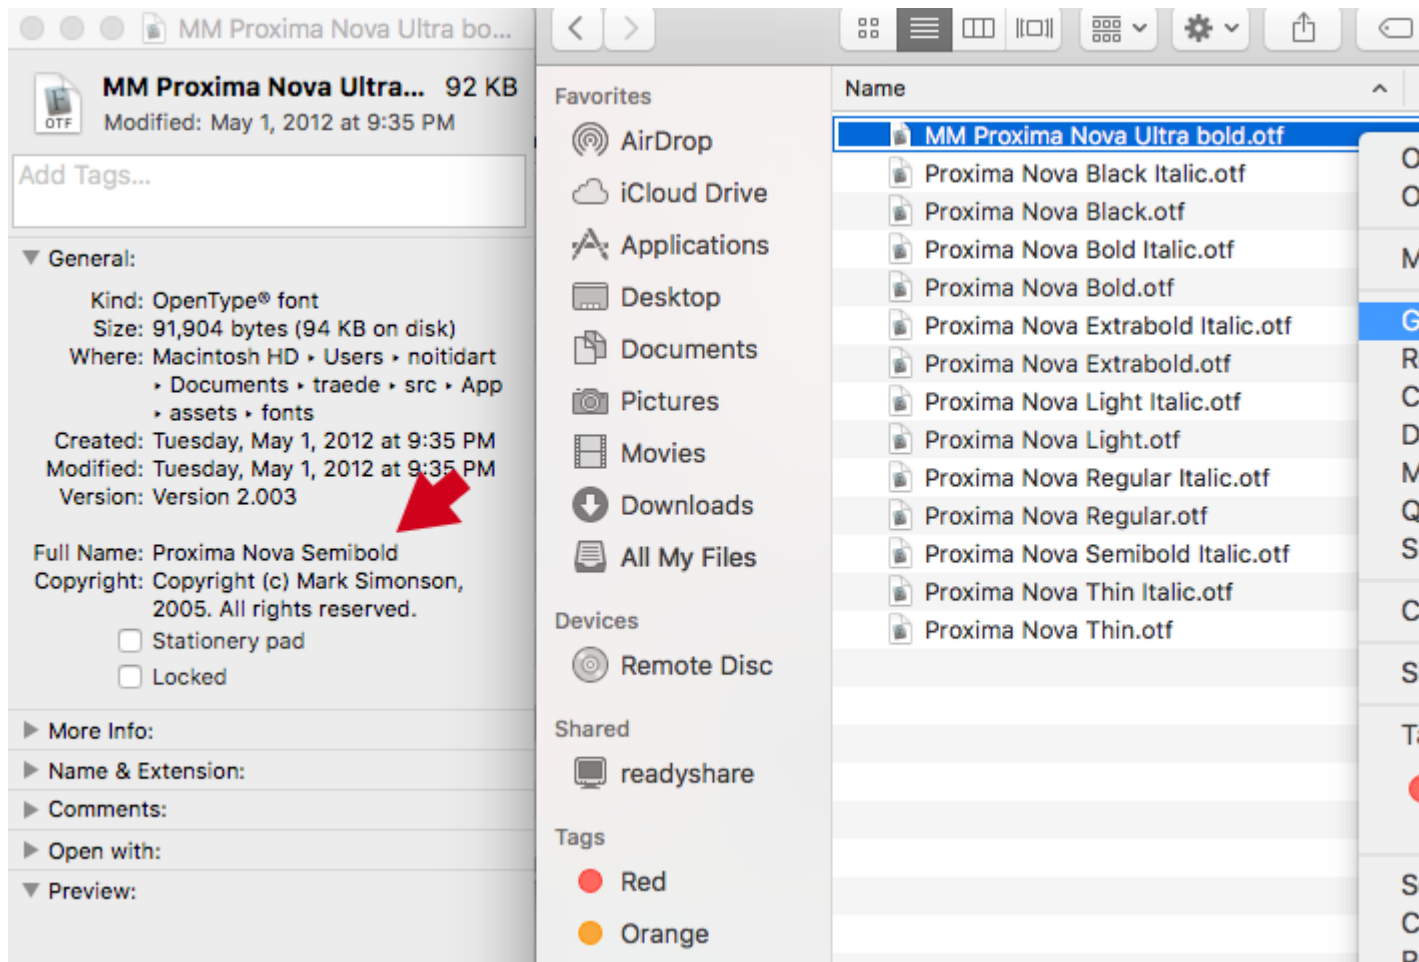 MM Proxima Nova Ultra bo...
MM Proxima Nova Ultra... 92 KB
Modified: May 1, 2012 at 9:35 PM
OTF
Add Tags...
General:
Kind: OpenType® font
Size: 91,904 bytes (94 KB on disk)
Where: Macintosh HD ‣ Users ‣ noitidart
‣ Documents ‣ traede ‣ src ‣ App
‣ assets ‣ fonts
Created: Tuesday, May 1, 2012 at 9:35 PM
Modified: Tuesday, May 1, 2012 at 9:35 PM
Version: Version 2.003
Full Name: Proxima Nova Semibold
Copyright: Copyright (c) Mark Simonson,
2005. All rights reserved.
Stationery pad
Locked
More Info:
Name & Extension:
Comments:
Open with:
Preview:
Favorites
AirDrop
iCloud Drive
Applications
Desktop
Documents
Pictures
Movies
Downloads
All My Files
Devices
Remote Disc
Shared
readyshare
Tags
Red
Orange
Name
MM Proxima Nova Ultra bold.otf
Proxima Nova Black Italic.otf
Proxima Nova Black.otf
Proxima Nova Bold Italic.otf
Proxima Nova Bold.otf
Proxima Nova Extrabold Italic.otf
Proxima Nova Extrabold.otf
Proxima Nova Light Italic.otf
Proxima Nova Light.otf
Proxima Nova Regular Italic.otf
Proxima Nova Regular.otf
Proxima Nova Semibold Italic.otf
Proxima Nova Thin Italic.otf
Proxima Nova Thin.otf